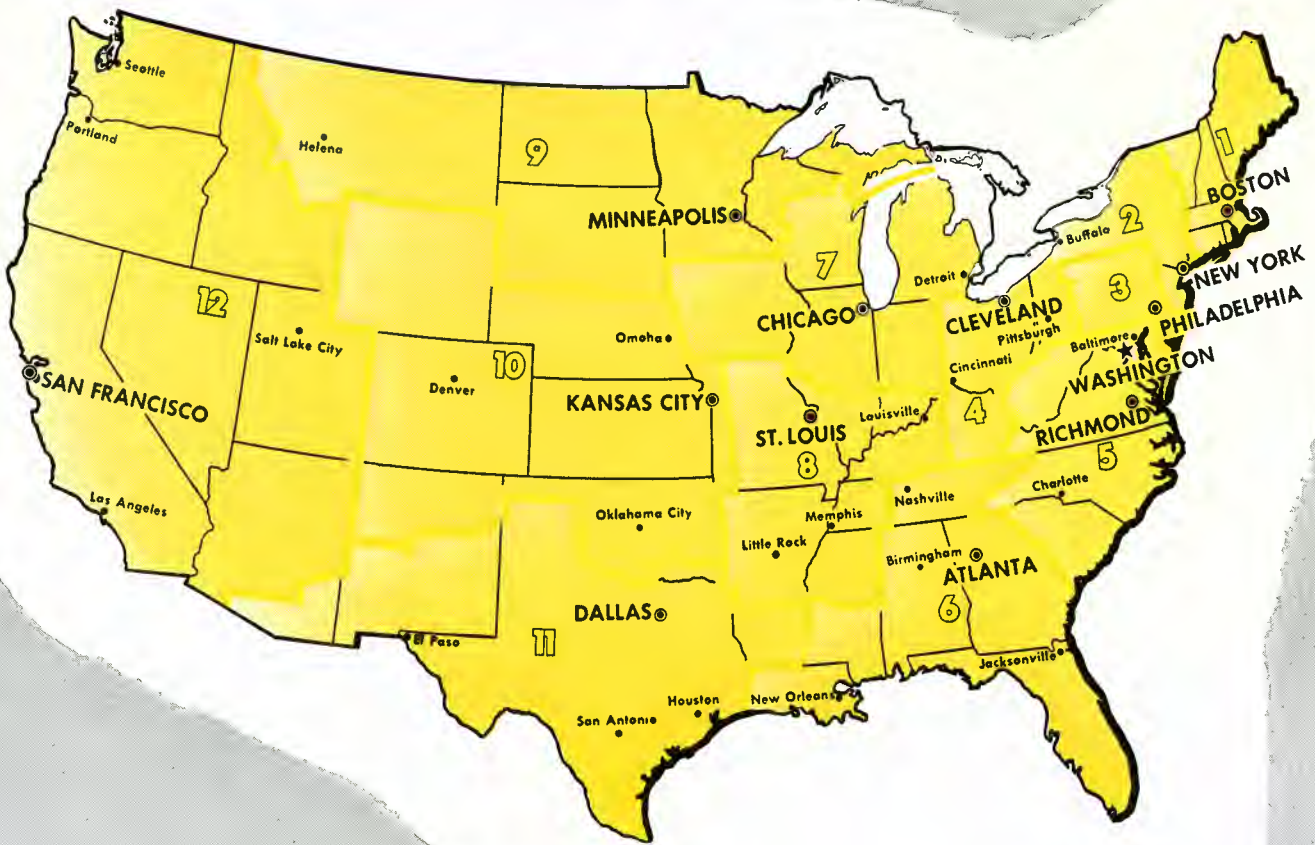 Seattle
Portland
Helena
9
1
BOSTON
MINNEAPOLIS
2
Buffalo
7
Detroit
NEW YORK
3
12
CHICAGO
CLEVELAND
PHILADELPHIA
Pittsburgh
Salt Lake City
Omaha
Baltimore
10
Cincinnati
WASHINGTON
SAN FRANCISCO
Denver
KANSAS CITY
Louisville
4
RICHMOND
ST. LOUIS
8
5
Las Angeles
Nashville
Charlotte
Oklahoma City
Memphis
Little Rock
Birmingham
ATLANTA
DALLAS
6
El Paso
11
Jacksonville
Houston
New Orleans
San Antonio